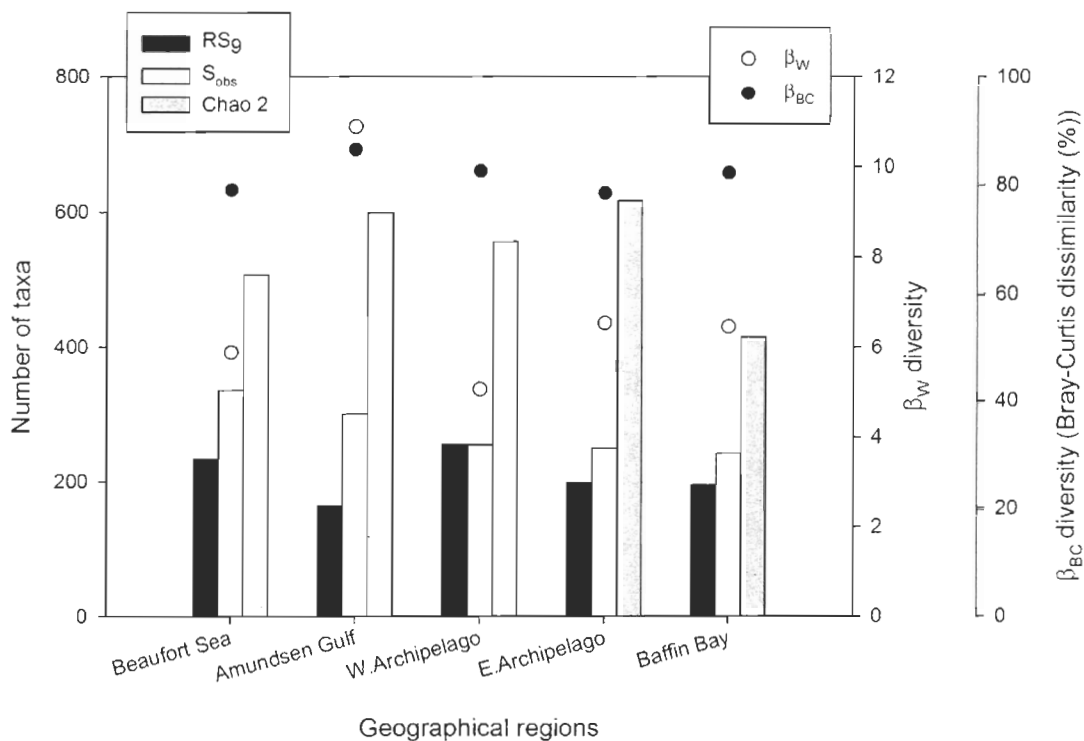 RS9
Sobs
Chao 2
βW
βBC
800
600
400
200
0
Number of taxa
12
10
8
6
4
2
0
βW diversity
100
80
60
40
20
0
βBC diversity (Bray-Curtis dissimilarity (%))
Beaufort Sea
Amundsen Gulf
W.Archipelago
E.Archipelago
Baffin Bay
Geographical regions